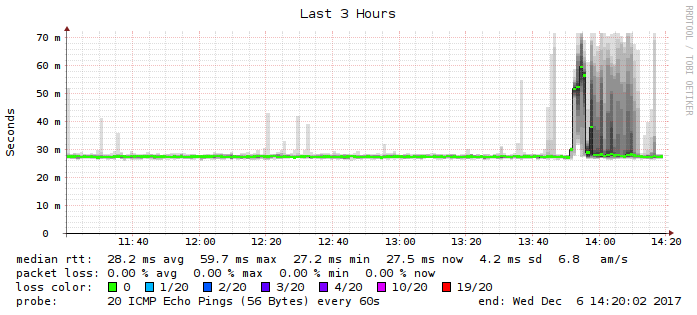 Last 3 Hours
RRDTOOL / TOBI OETIKER
Seconds
70 m
60 m
50 m
40 m
30 m
20 m
10 m
0
11:40 12:00 12:20 12:40 13:00 13:20 13:40 14:00 14:20
median rtt: 28.2 ms avg 59.7 ms max 27.2 ms min 27.5 ms now 4.2 ms sd 6.8 am/s
packet loss: 0.00 % avg 0.00 % max 0.00 % min 0.00 % now
loss color: 0 1/20 2/20 3/20 4/20 10/20 19/20
probe: 20 ICMP Echo Pings (56 Bytes) every 60s end: Wed Dec 6 14:20:02 2017